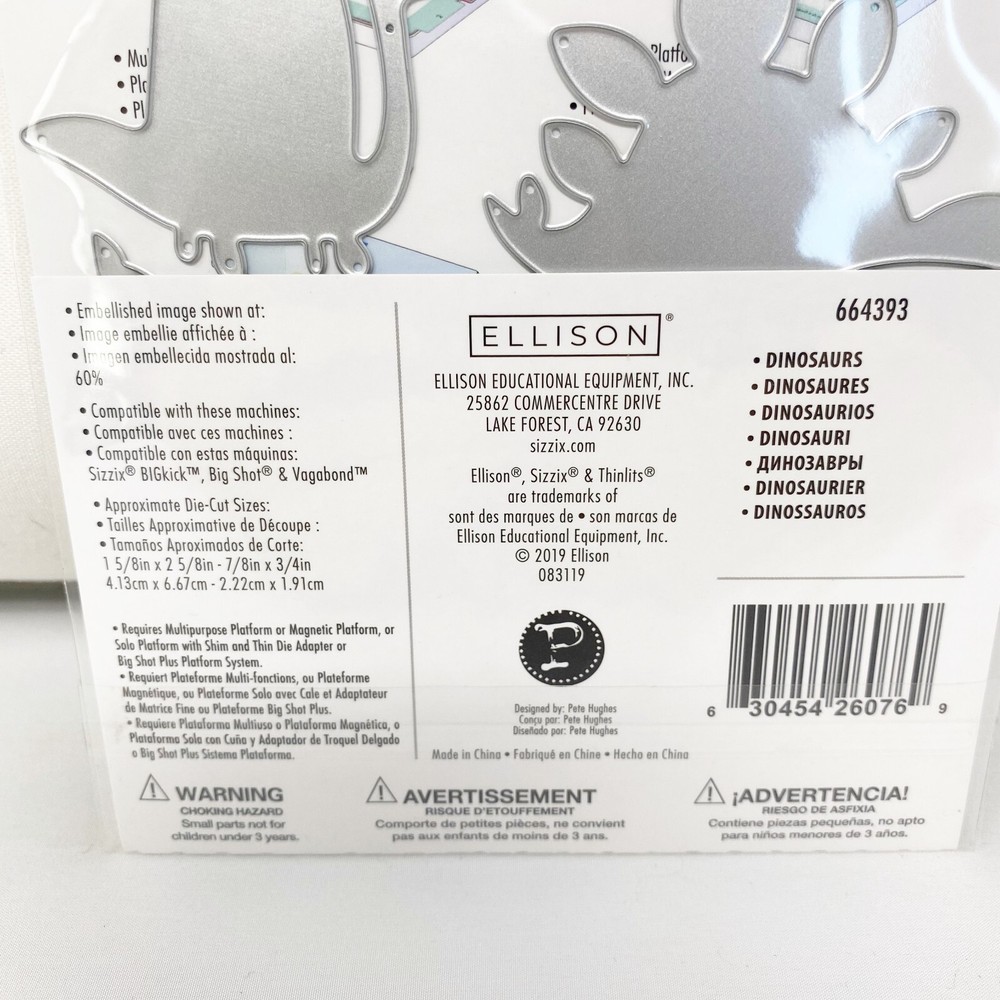 • Embellished image shown at:
• Image embellie affichée à :
• Imagen embellecida mostrada al:
60%
• Compatible with these machines:
• Compatible avec ces machines :
• Compatible con estas máquinas:
Sizzix® BIGkick™, Big Shot® & Vagabond™
• Approximate Die-Cut Sizes:
• Tailles Approximative de Découpe :
• Tamaños Aproximados de Corte:
1 5/8in x 2 5/8in - 7/8in x 3/4in
4.13cm x 6.67cm - 2.22cm x 1.91cm
• Requires Multipurpose Platform or Magnetic Platform, or
Solo Platform with Shim and Thin Die Adapter or
Big Shot Plus Platform System.
• Requiert Plateforme Multi-fonctions, ou Plateforme
Magnétique, ou Plateforme Solo avec Cale et Adaptateur
de Matrice Fine ou Plateforme Big Shot Plus.
• Requiere Plataforma Multiuso o Plataforma Magnética, o
Plataforma Sola con Cuña y Adaptador de Troquel Delgado
o Big Shot Plus Sistema Plataforma.
ELLISON®
ELLISON EDUCATIONAL EQUIPMENT, INC.
25862 COMMERCENTRE DRIVE
LAKE FOREST, CA 92630
sizzix.com
Ellison®, Sizzix® & Thinlits®
are trademarks of
sont des marques de • son marcas de
Ellison Educational Equipment, Inc.
© 2019 Ellison
083119
P
Designed by: Pete Hughes
Conçu par: Pete Hughes
Diseñado por: Pete Hughes
Made in China • Fabriqué en Chine • Hecho en China
664393
• DINOSAURS
• DINOSAURES
• DINOSAURIOS
• DINOSAURI
• ДИНОЗАВРЫ
• DINOSAURIER
• DINOSSAUROS
6 30454 26076 9
WARNING
CHOKING HAZARD
Small parts not for
children under 3 years.
AVERTISSEMENT
RISQUE D'ETOUFFEMENT
Comporte de petites pièces, ne convient
pas aux enfants de moins de 3 ans.
¡ADVERTENCIA!
RIESGO DE ASFIXIA
Contiene piezas pequeñas, no apto
para niños menores de 3 años.